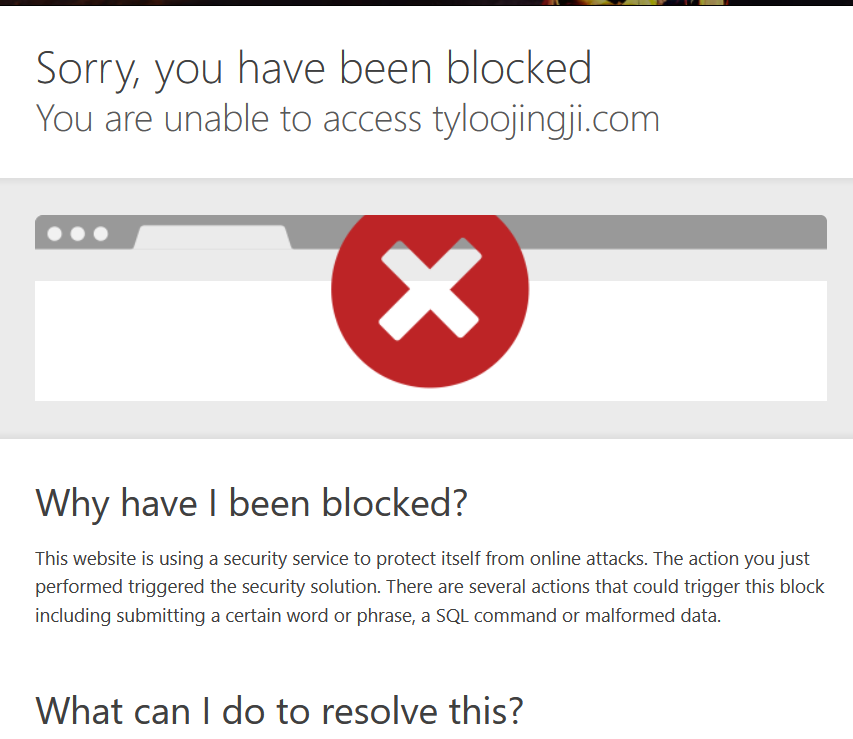 Sorry, you have been blocked
You are unable to access tyloojingji.com
Why have I been blocked?
This website is using a security service to protect itself from online attacks. The action you just
performed triggered the security solution. There are several actions that could trigger this block
including submitting a certain word or phrase, a SQL command or malformed data.
What can I do to resolve this?